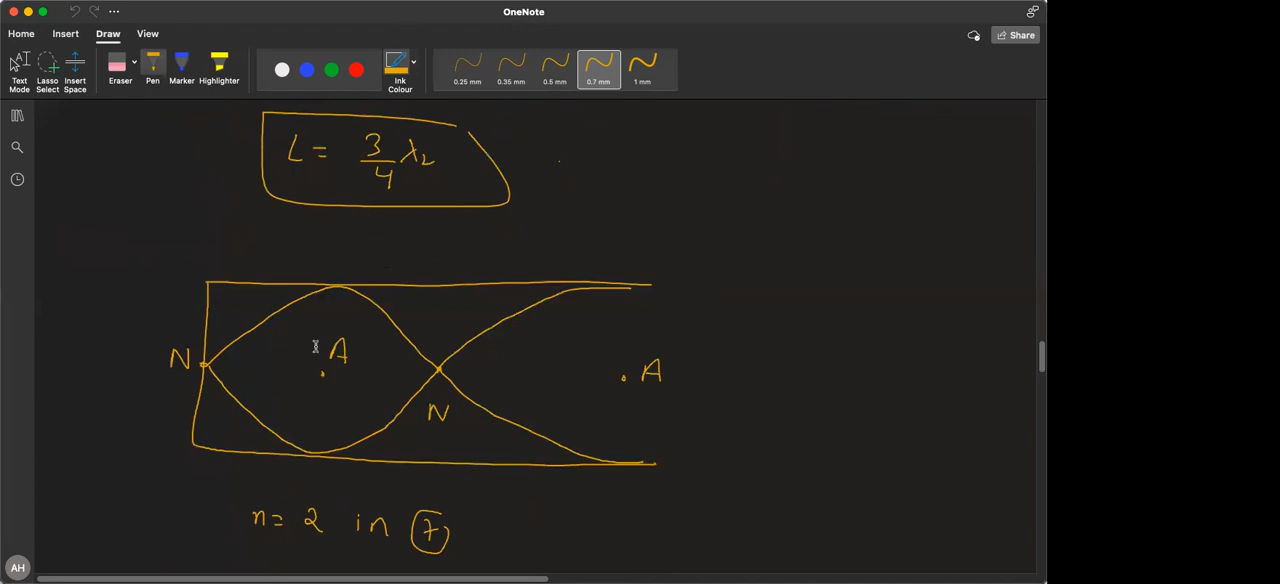 OneNote
Home Insert Draw View
Share
Text Mode
Lasso Select
Insert Space
Eraser
Pen
Marker
Highlighter
Ink Colour
0.25 mm
0.35 mm
0.5 mm
0.7 mm
1 mm
L = 3/4 λ₂
N
A
N
A
n = 2 in 7
AH